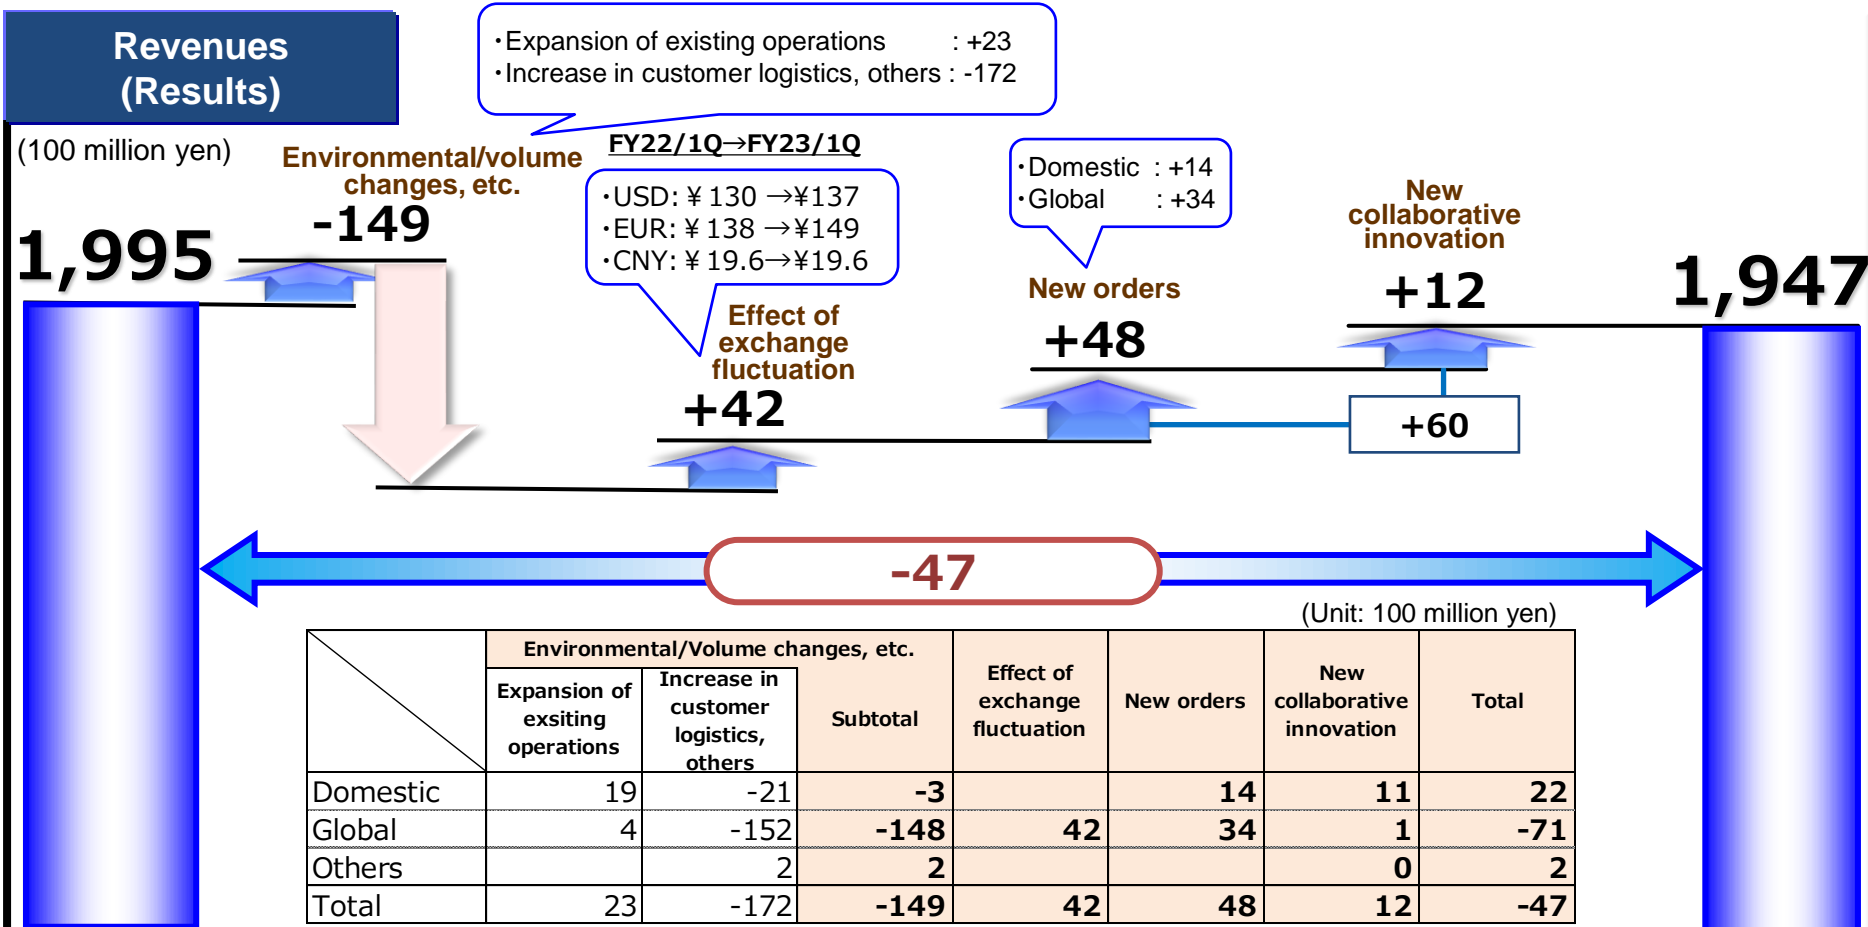 Revenues
(Results)
・Expansion of existing operations : +23
・Increase in customer logistics, others : -172
(100 million yen)
Environmental/volume
changes, etc.
-149
FY22/1Q→FY23/1Q
・USD: ¥ 130 →¥137
・EUR: ¥ 138 →¥149
・CNY: ¥ 19.6→¥19.6
・Domestic : +14
・Global : +34
New
collaborative
innovation
+12
1,995
1,947
New orders
+48
Effect of
exchange
fluctuation
+42
+60
-47
(Unit: 100 million yen)
Environmental/Volume changes, etc.
Expansion of
exsiting
operations
Increase in
customer
logistics,
others
Subtotal
Effect of
exchange
fluctuation
New orders
New
collaborative
innovation
Total
Domestic 19 -21 -3 14 11 22
Global 4 -152 -148 42 34 1 -71
Others 2 2 0 2
Total 23 -172 -149 42 48 12 -47